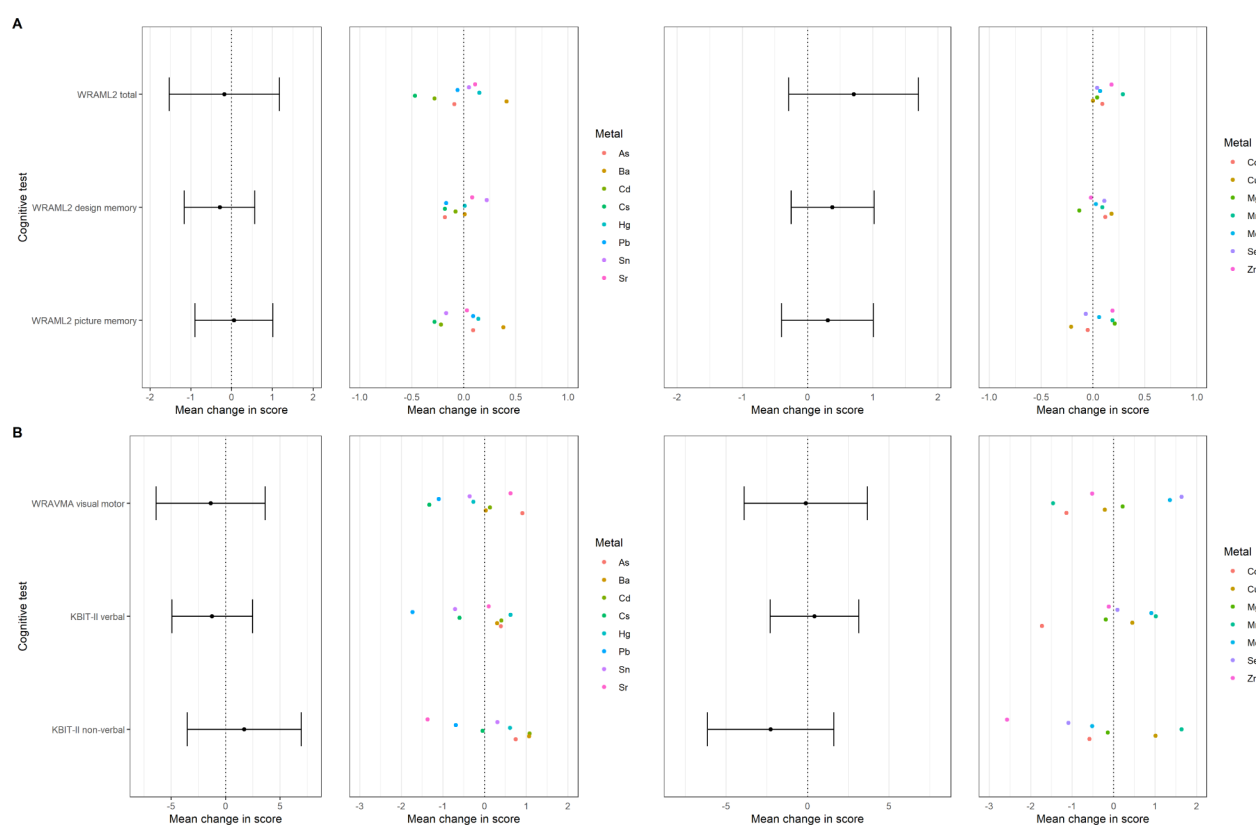 A
Cognitive test
WRAML2 total
WRAML2 design memory
WRAML2 picture memory
-2 -1 0 1 2
Mean change in score
-1.0 -0.5 0.0 0.5 1.0
Mean change in score
Metal
As
Ba
Cd
Cs
Hg
Pb
Sn
Sr
-2 -1 0 1 2
Mean change in score
-1.0 -0.5 0.0 0.5 1.0
Mean change in score
Metal
Cu
Mg
Se
B
Cognitive test
WRAVMA visual motor
KBIT-II verbal
KBIT-II non-verbal
-5 0 5
Mean change in score
-2 -1 0 1 2
Mean change in score
Metal
As
Ba
Cd
Cs
Hg
Pb
Sn
Sr
-5 0 5
Mean change in score
-3 -2 -1 0 1 2
Mean change in score
Metal
Cu
Mg
Se